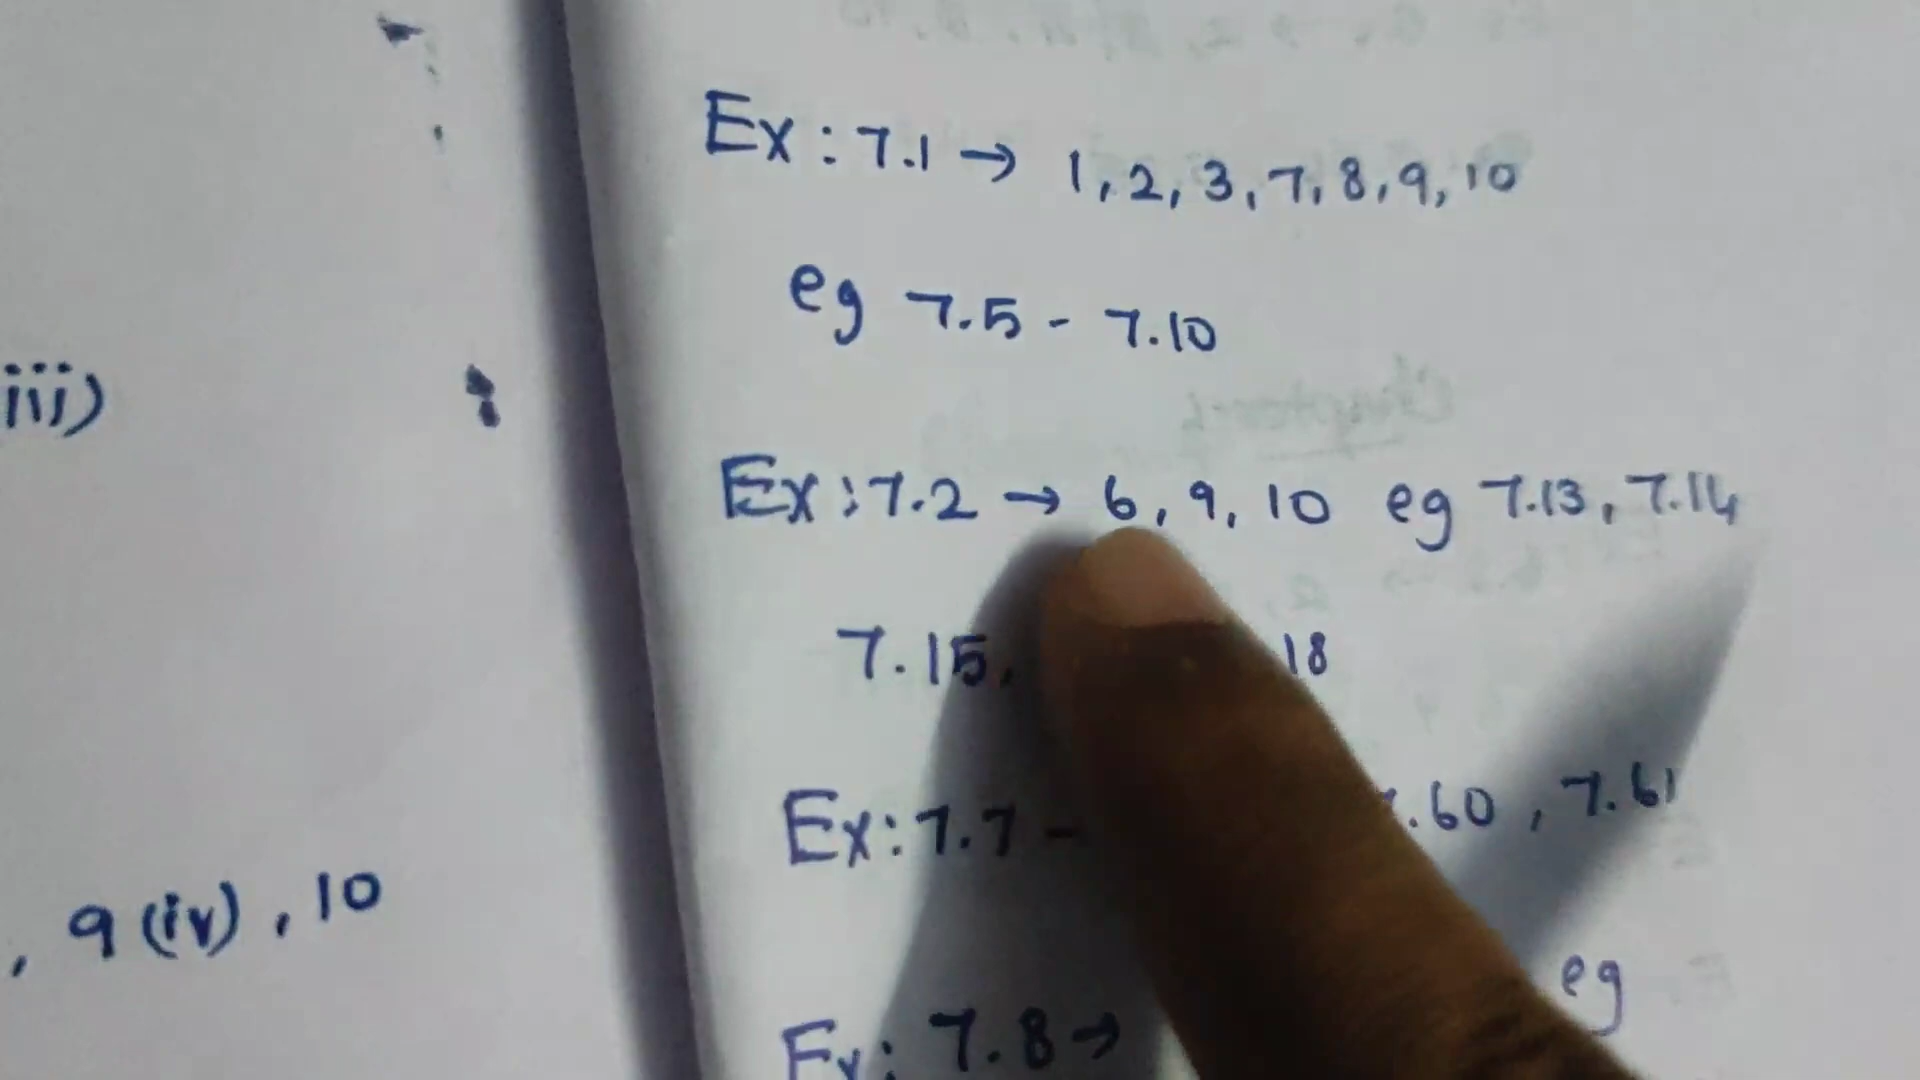 iii)
, 9 (iv), 10
Ex : 7.1 → 1, 2, 3, 7, 8, 9, 10
eg 7.5 - 7.10
Ex : 7.2 → 6, 9, 10 eg 7.13, 7.14
7.15, 18
Ex : 7.7 - .60, 7.61
Ex : 7.8 → eg